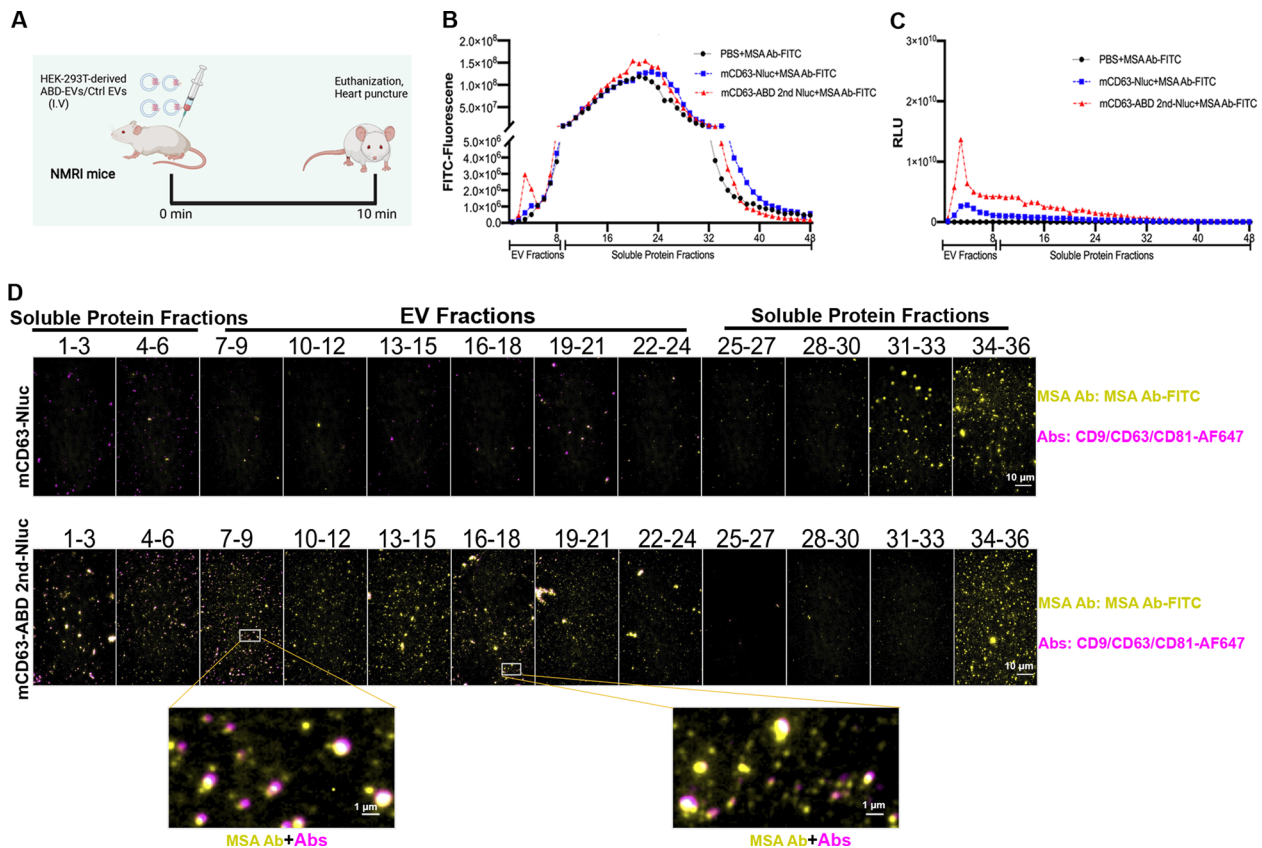 A
HEK-293T-derived
ABD-EVs/Ctrl EVs
(I.V)
Euthanization,
Heart puncture
NMRI mice
0 min
10 min
B
FITC-Fluorescene
2.0×10⁸
1.5×10⁸
1.0×10⁸
5.0×10⁷
5.0×10⁶
4.0×10⁶
3.0×10⁶
2.0×10⁶
1.0×10⁶
0.0
PBS+MSA Ab-FITC
mCD63-Nluc+MSA Ab-FITC
mCD63-ABD 2nd Nluc+MSA Ab-FITC
8 16 24 32 40 48
EV Fractions Soluble Protein Fractions
C
RLU
3×10¹⁰
2×10¹⁰
1×10¹⁰
0
PBS+MSA Ab-FITC
mCD63-Nluc+MSA Ab-FITC
mCD63-ABD 2nd-Nluc+MSA Ab-FITC
8 16 24 32 40 48
EV Fractions Soluble Protein Fractions
D
Soluble Protein Fractions EV Fractions Soluble Protein Fractions
1-3 4-6 7-9 10-12 13-15 16-18 19-21 22-24 25-27 28-30 31-33 34-36
mCD63-Nluc
MSA Ab: MSA Ab-FITC
Abs: CD9/CD63/CD81-AF647
10 µm
1-3 4-6 7-9 10-12 13-15 16-18 19-21 22-24 25-27 28-30 31-33 34-36
mCD63-ABD 2nd-Nluc
MSA Ab: MSA Ab-FITC
Abs: CD9/CD63/CD81-AF647
10 µm
1 µm
1 µm
MSA Ab+Abs
MSA Ab+Abs